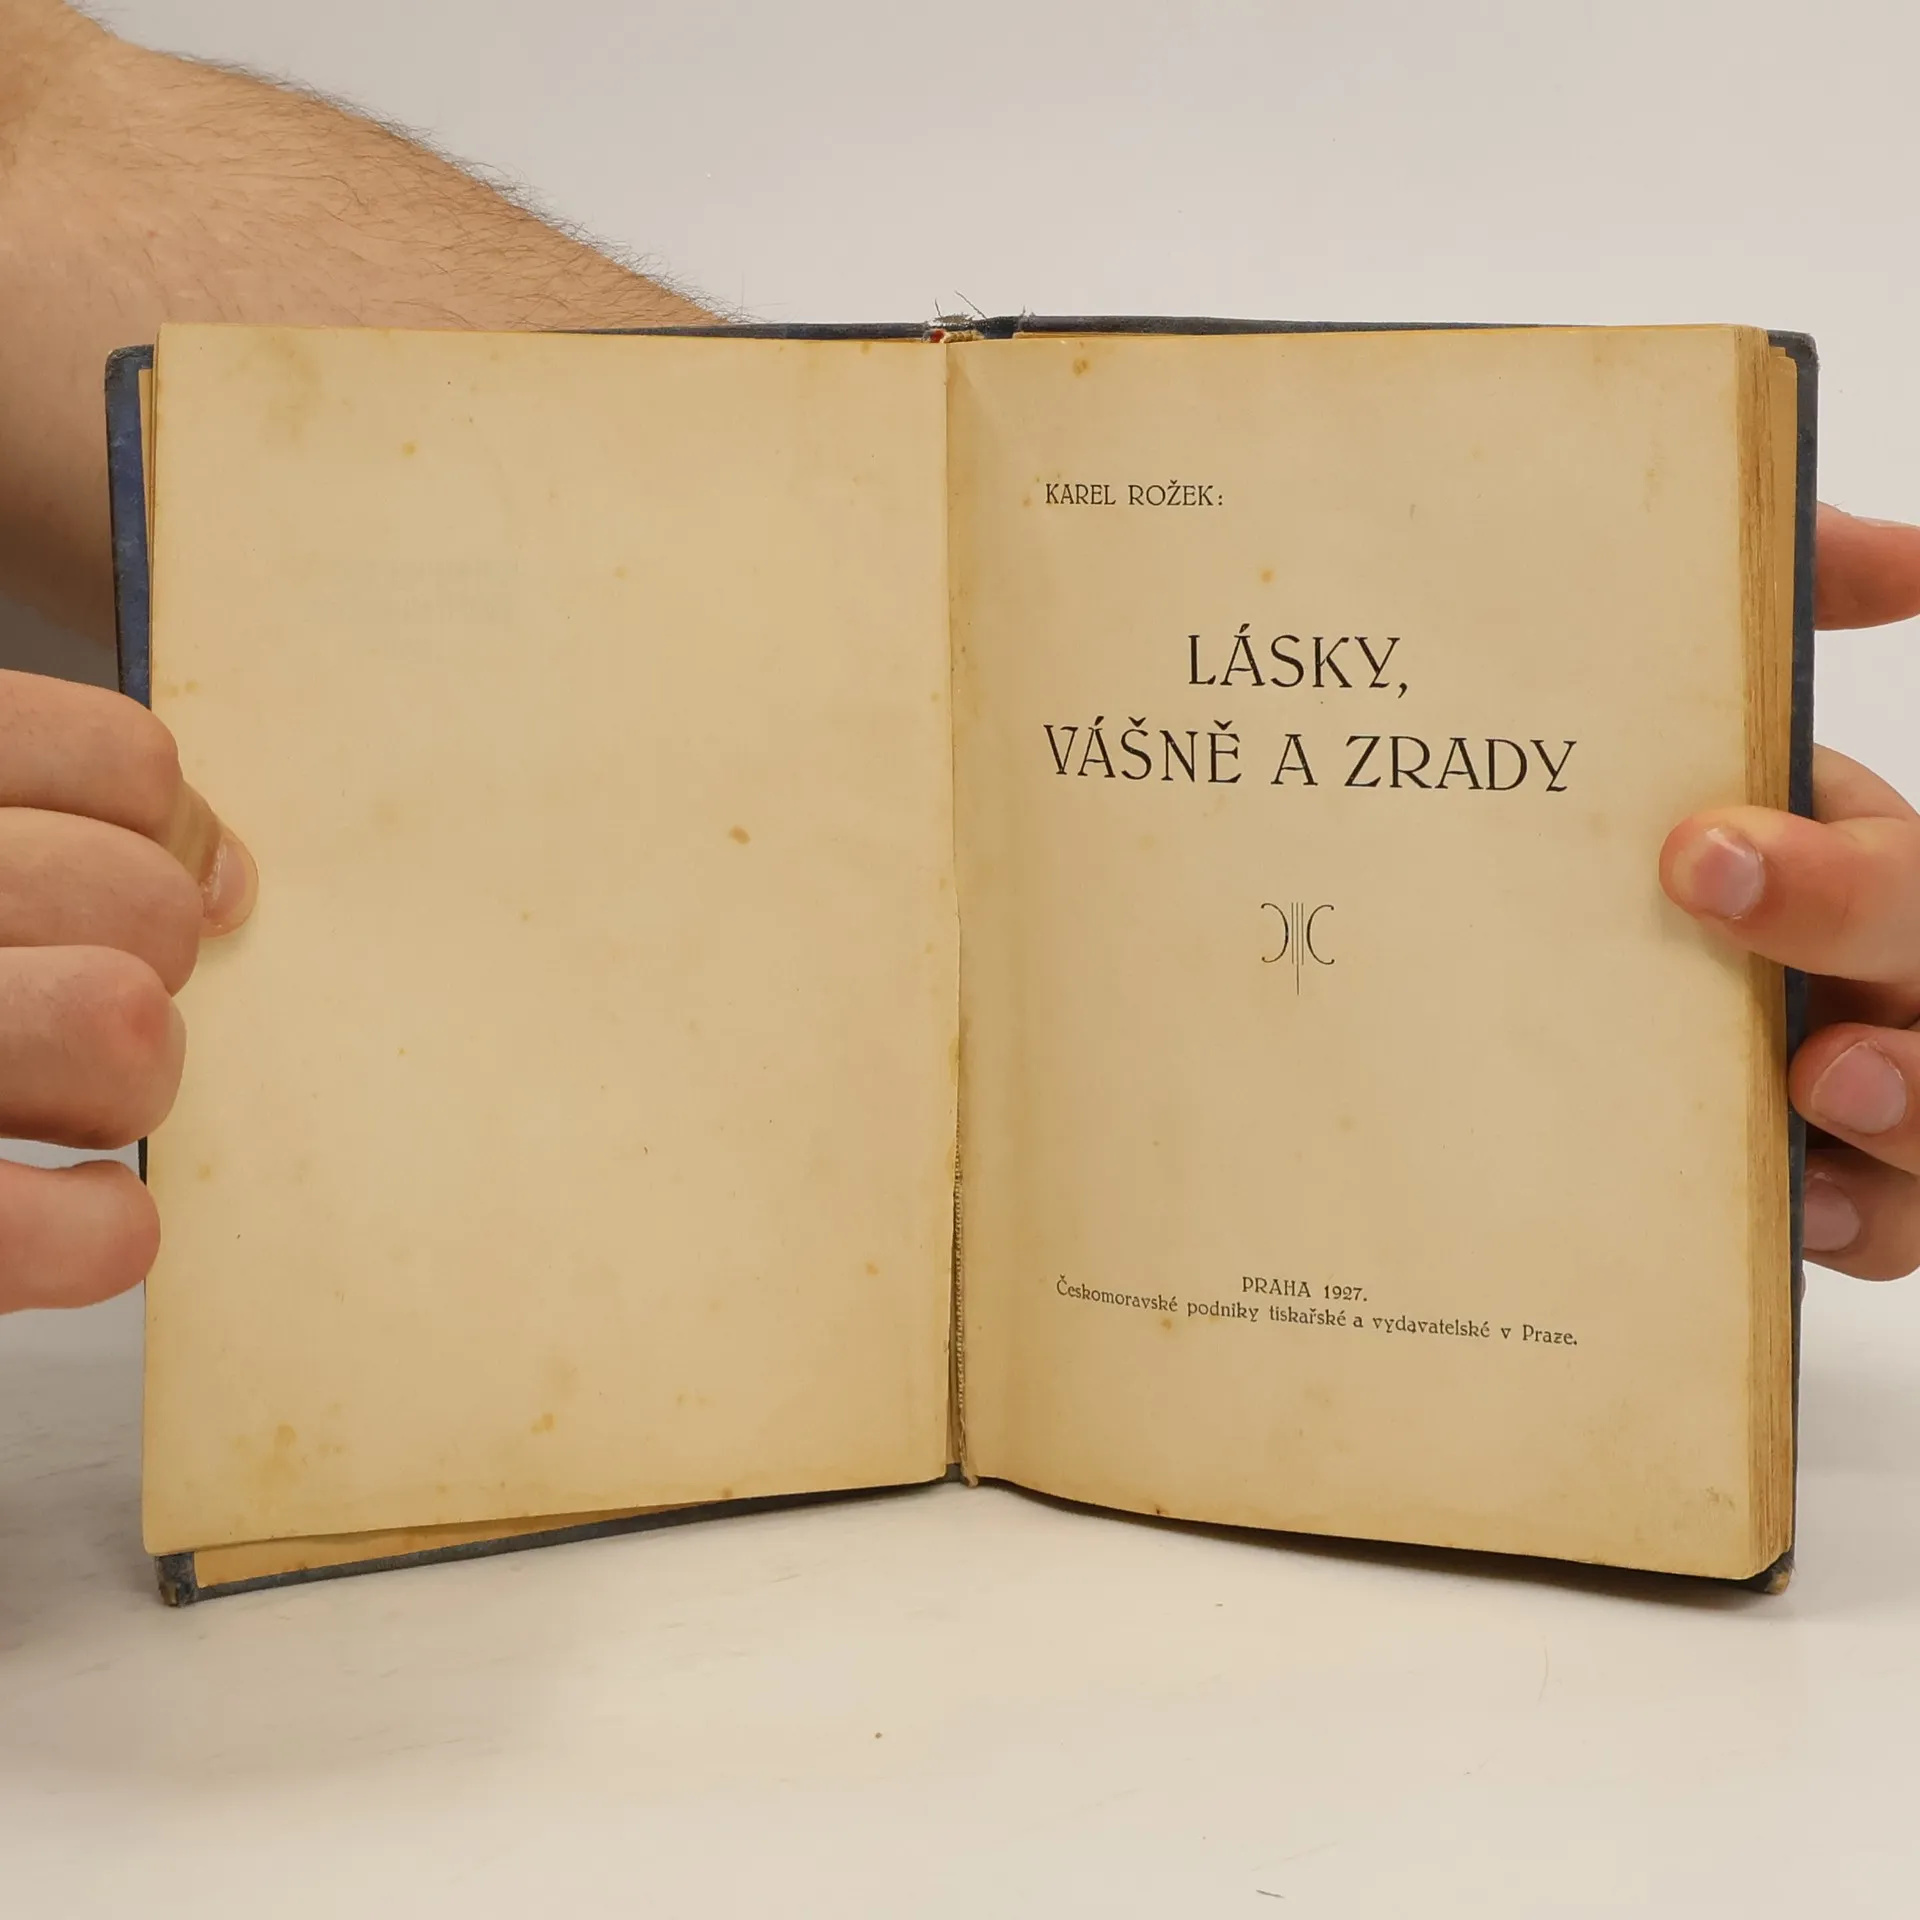 KAREL ROŽEK:
LÁSKY,
VÁŠNĚ A ZRADY
PRAHA 1927.
Českomoravské podniky tiskařské a vydavatelské v Praze.